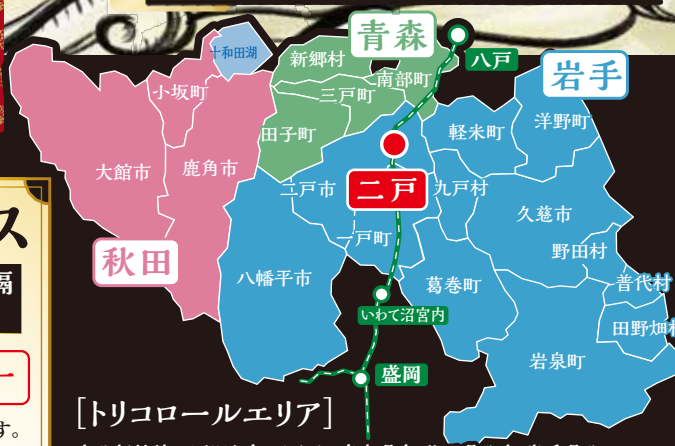 青森
八戸
岩手
十和田湖
新郷村
南部町
三戸町
小坂町
田子町
軽米町
洋野町
大館市
鹿角市
二戸市
二戸
九戸村
久慈市
一戸町
秋田
野田村
八幡平市
葛巻町
普代村
いわて沼宮内
田野畑村
岩泉町
盛岡
ス
隔
ー
す。
[トリコロールエリア]